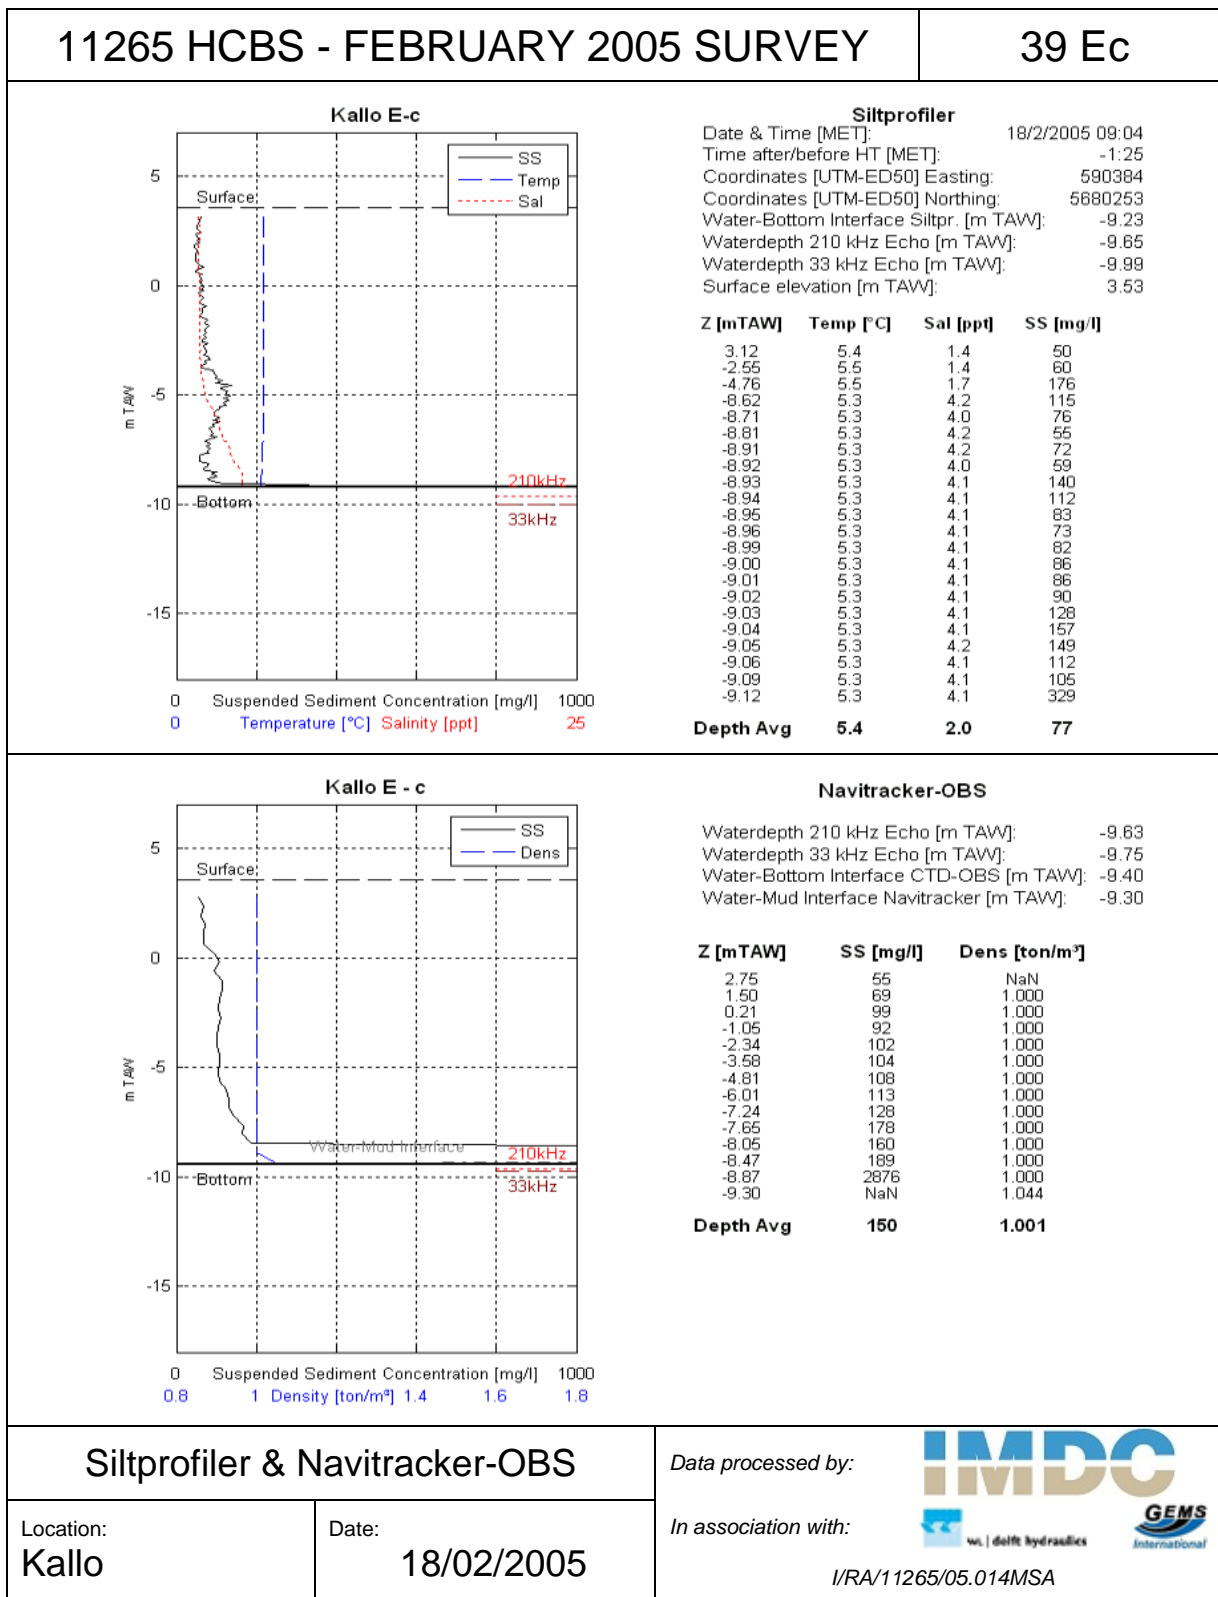 11265 HCBS - FEBRUARY 2005 SURVEY
39 Ec
Kallo E-c
SS
Temp
Sal
5
0
-5
-10
-15
m TAW
Surface
Bottom
210kHz
33kHz
0 Suspended Sediment Concentration [mg/l] 1000
0 Temperature [°C] Salinity [ppt] 25
Siltprofiler
Date & Time [MET]: 18/2/2005 09:04
Time after/before HT [MET]: -1:25
Coordinates [UTM-ED50] Easting: 590384
Coordinates [UTM-ED50] Northing: 5680253
Water-Bottom Interface Siltpr. [m TAW]: -9.23
Waterdepth 210 kHz Echo [m TAW]: -9.65
Waterdepth 33 kHz Echo [m TAW]: -9.99
Surface elevation [m TAW]: 3.53
Z [mTAW] Temp [°C] Sal [ppt] SS [mg/l]
3.12 5.4 1.4 50
-2.55 5.5 1.4 60
-4.76 5.5 1.7 176
-8.62 5.3 4.2 115
-8.71 5.3 4.0 76
-8.81 5.3 4.2 55
-8.91 5.3 4.2 72
-8.92 5.3 4.0 59
-8.93 5.3 4.1 140
-8.94 5.3 4.1 112
-8.95 5.3 4.1 83
-8.96 5.3 4.1 73
-8.99 5.3 4.1 82
-9.00 5.3 4.1 86
-9.01 5.3 4.1 86
-9.02 5.3 4.1 90
-9.03 5.3 4.1 128
-9.04 5.3 4.1 157
-9.05 5.3 4.2 149
-9.06 5.3 4.1 112
-9.09 5.3 4.1 105
-9.12 5.3 4.1 329
Depth Avg 5.4 2.0 77
Kallo E - c
SS
Dens
5
0
-5
-10
-15
m TAW
Surface
Water-Mud Interface
Bottom
210kHz
33kHz
0 Suspended Sediment Concentration [mg/l] 1000
0.8 1 Density [ton/m³] 1.4 1.6 1.8
Navitracker-OBS
Waterdepth 210 kHz Echo [m TAW]: -9.63
Waterdepth 33 kHz Echo [m TAW]: -9.75
Water-Bottom Interface CTD-OBS [m TAW]: -9.40
Water-Mud Interface Navitracker [m TAW]: -9.30
Z [mTAW] SS [mg/l] Dens [ton/m³]
2.75 55 NaN
1.50 69 1.000
0.21 99 1.000
-1.05 92 1.000
-2.34 102 1.000
-3.58 104 1.000
-4.81 108 1.000
-6.01 113 1.000
-7.24 128 1.000
-7.65 178 1.000
-8.05 160 1.000
-8.47 189 1.000
-8.87 2876 1.000
-9.30 NaN 1.044
Depth Avg 150 1.001
Siltprofiler & Navitracker-OBS
Location:
Kallo
Date:
18/02/2005
Data processed by:
IMDC
In association with:
wL | delft hydraulics
GEMS
International
I/RA/11265/05.014MSA